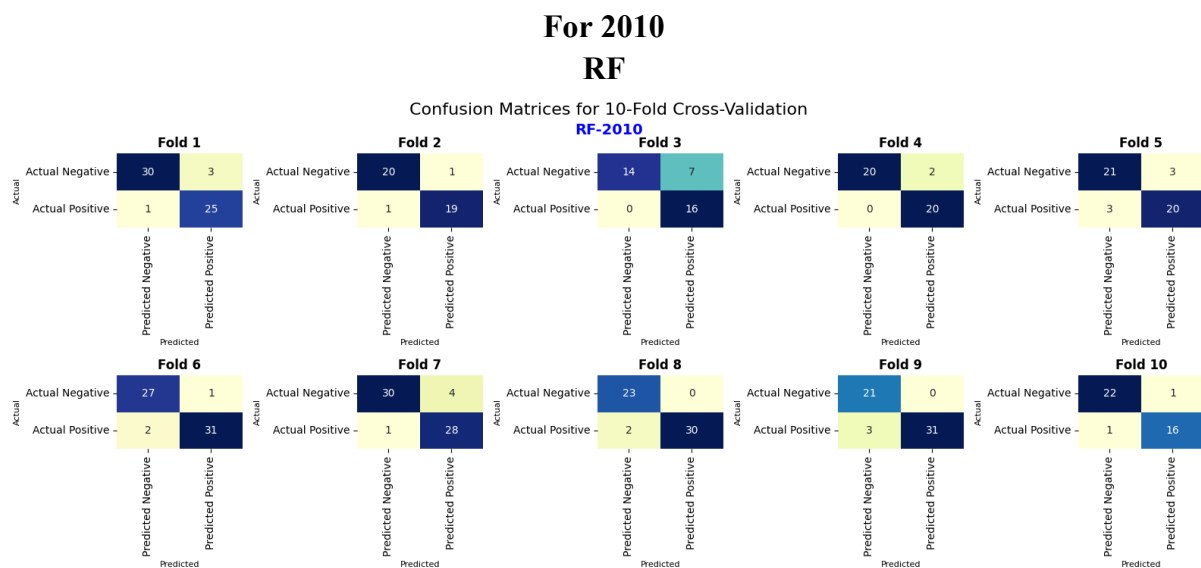 For 2010
RF
Confusion Matrices for 10-Fold Cross-Validation
RF-2010
Fold 1
Actual
Actual Negative
30 3
Actual Positive
1 25
Predicted Negative
Predicted Positive
Predicted
Fold 2
Actual
Actual Negative
20 1
Actual Positive
1 19
Predicted Negative
Predicted Positive
Predicted
Fold 3
Actual
Actual Negative
14 7
Actual Positive
0 16
Predicted Negative
Predicted Positive
Predicted
Fold 4
Actual
Actual Negative
20 2
Actual Positive
0 20
Predicted Negative
Predicted Positive
Predicted
Fold 5
Actual
Actual Negative
21 3
Actual Positive
3 20
Predicted Negative
Predicted Positive
Predicted
Fold 6
Actual
Actual Negative
27 1
Actual Positive
2 31
Predicted Negative
Predicted Positive
Predicted
Fold 7
Actual
Actual Negative
30 4
Actual Positive
1 28
Predicted Negative
Predicted Positive
Predicted
Fold 8
Actual
Actual Negative
23 0
Actual Positive
2 30
Predicted Negative
Predicted Positive
Predicted
Fold 9
Actual
Actual Negative
21 0
Actual Positive
3 31
Predicted Negative
Predicted Positive
Predicted
Fold 10
Actual
Actual Negative
22 1
Actual Positive
1 16
Predicted Negative
Predicted Positive
Predicted